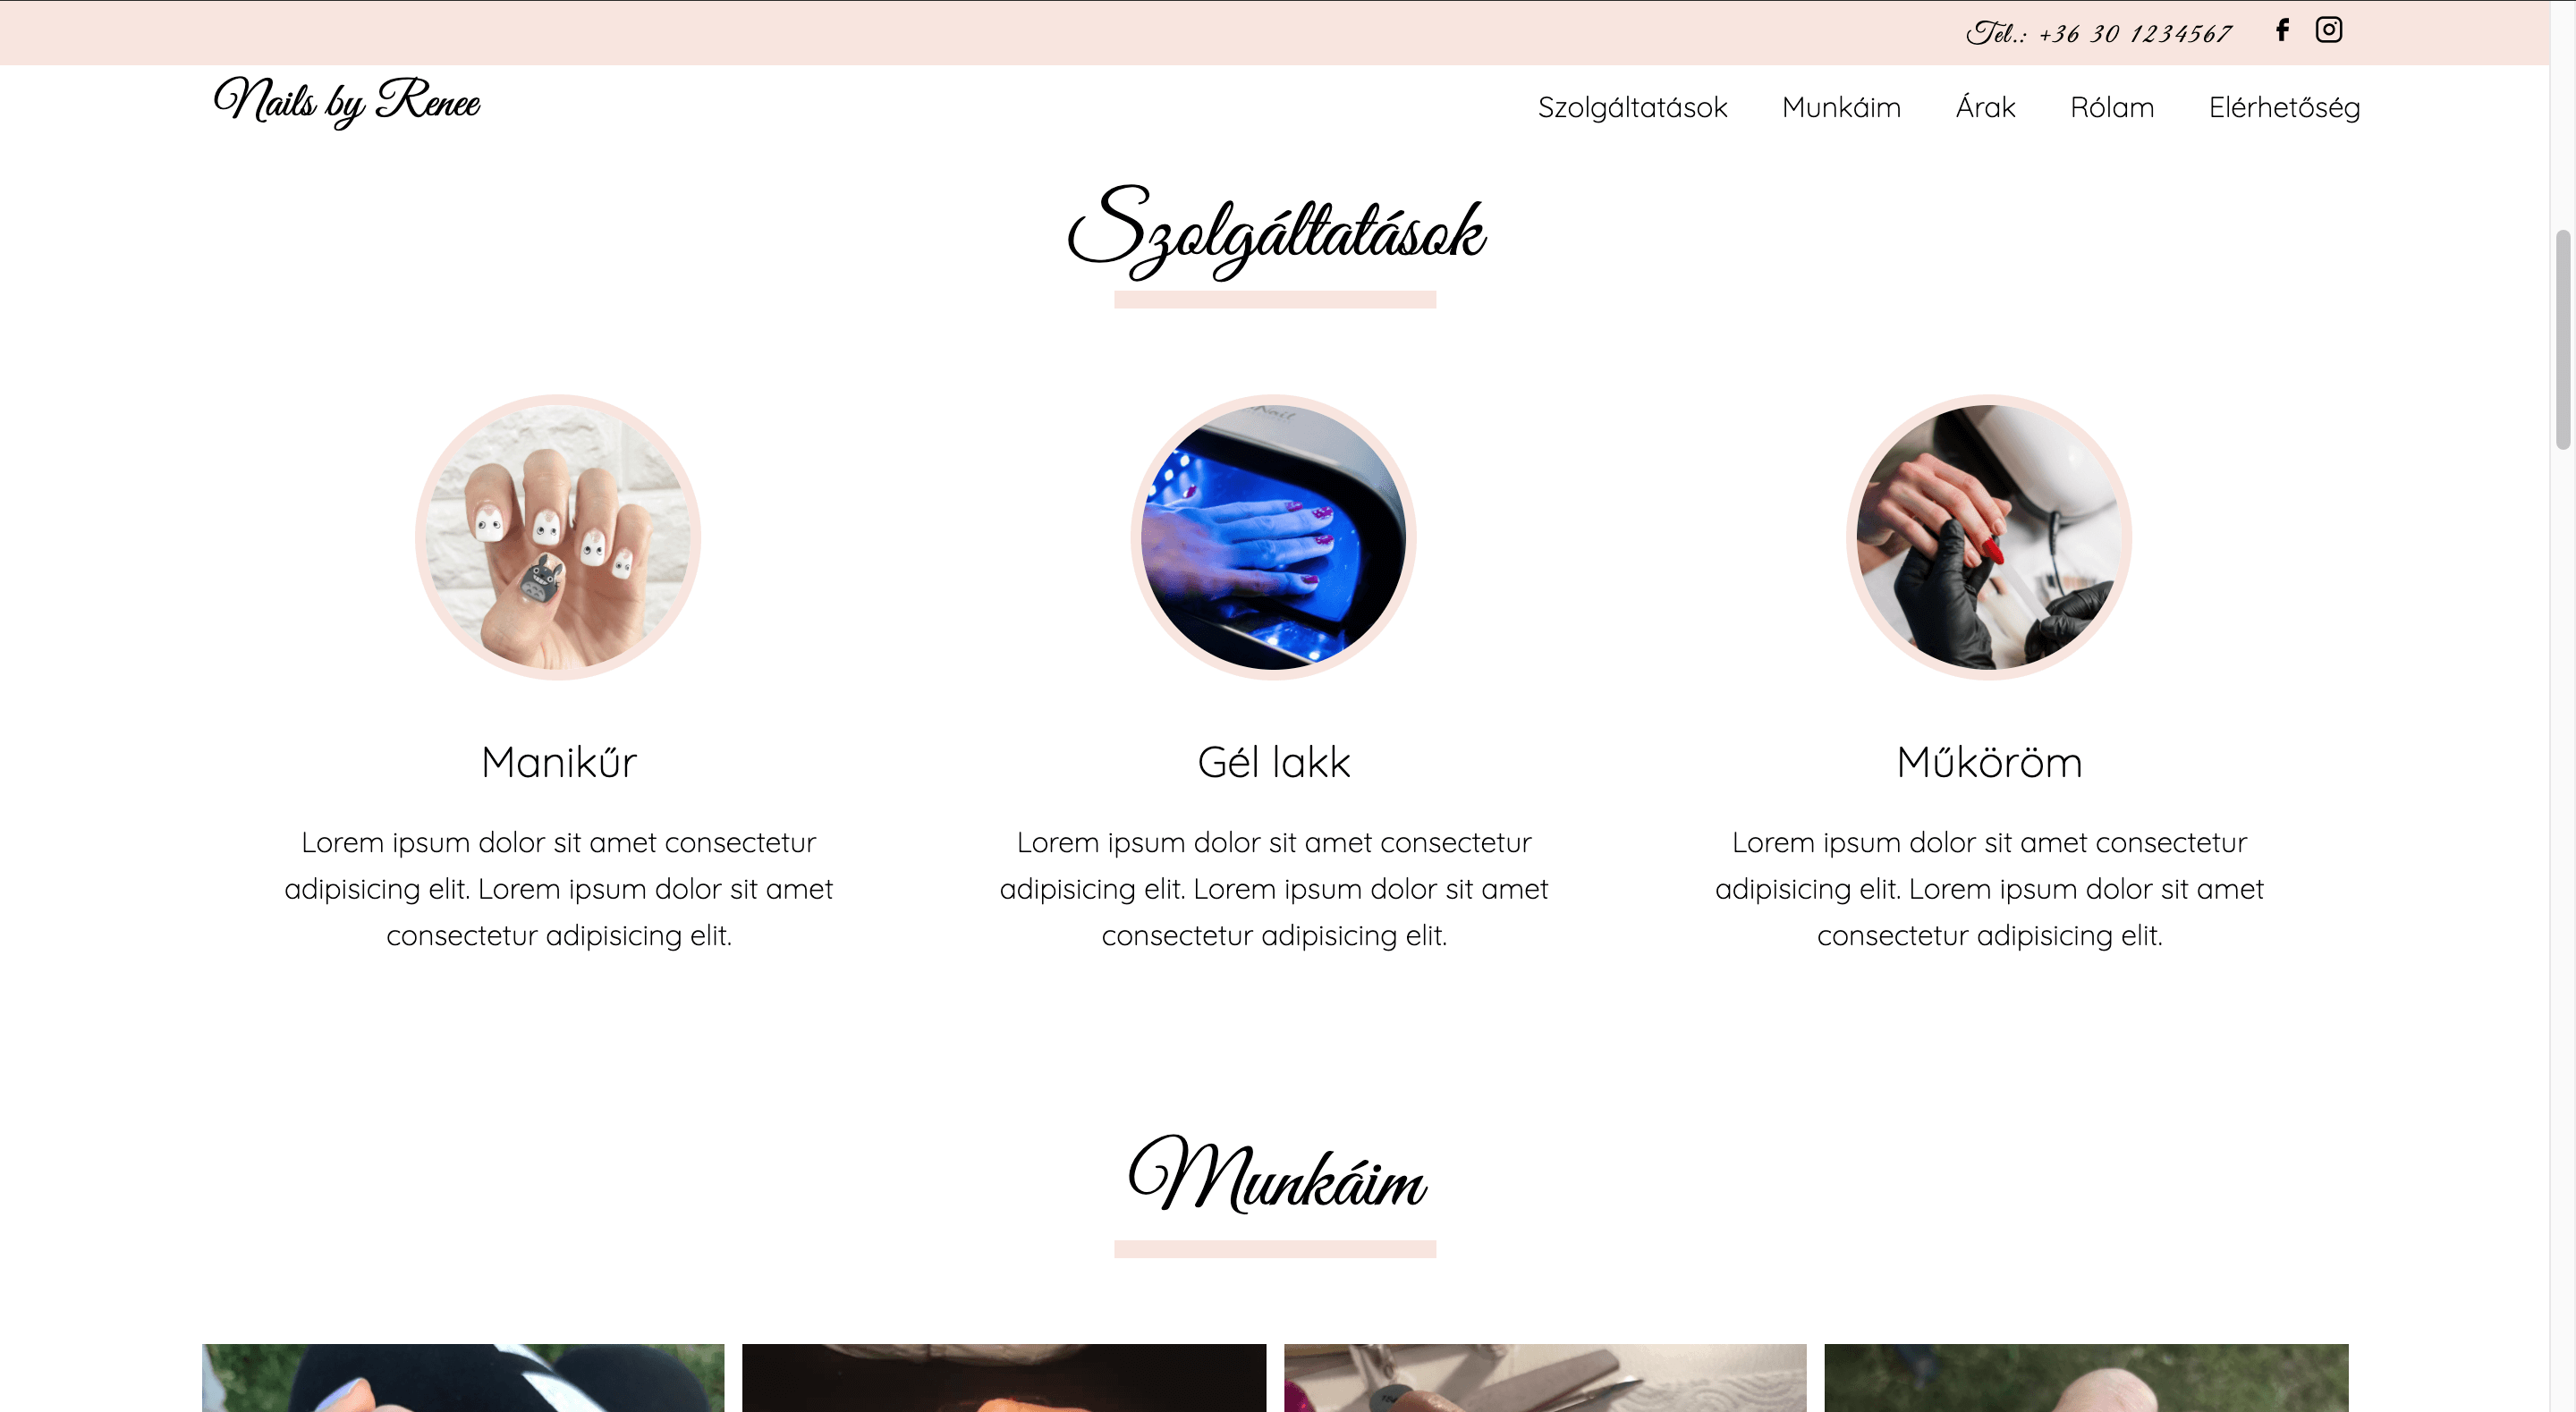 Tel.: +36 30 1234567
Nails by Renee
Szolgáltatások Munkáim Árak Rólam Elérhetőség
Szolgáltatások
Manikűr
Lorem ipsum dolor sit amet consectetur
adipisicing elit. Lorem ipsum dolor sit amet
consectetur adipisicing elit.
Gél lakk
Lorem ipsum dolor sit amet consectetur
adipisicing elit. Lorem ipsum dolor sit amet
consectetur adipisicing elit.
Műköröm
Lorem ipsum dolor sit amet consectetur
adipisicing elit. Lorem ipsum dolor sit amet
consectetur adipisicing elit.
Munkáim